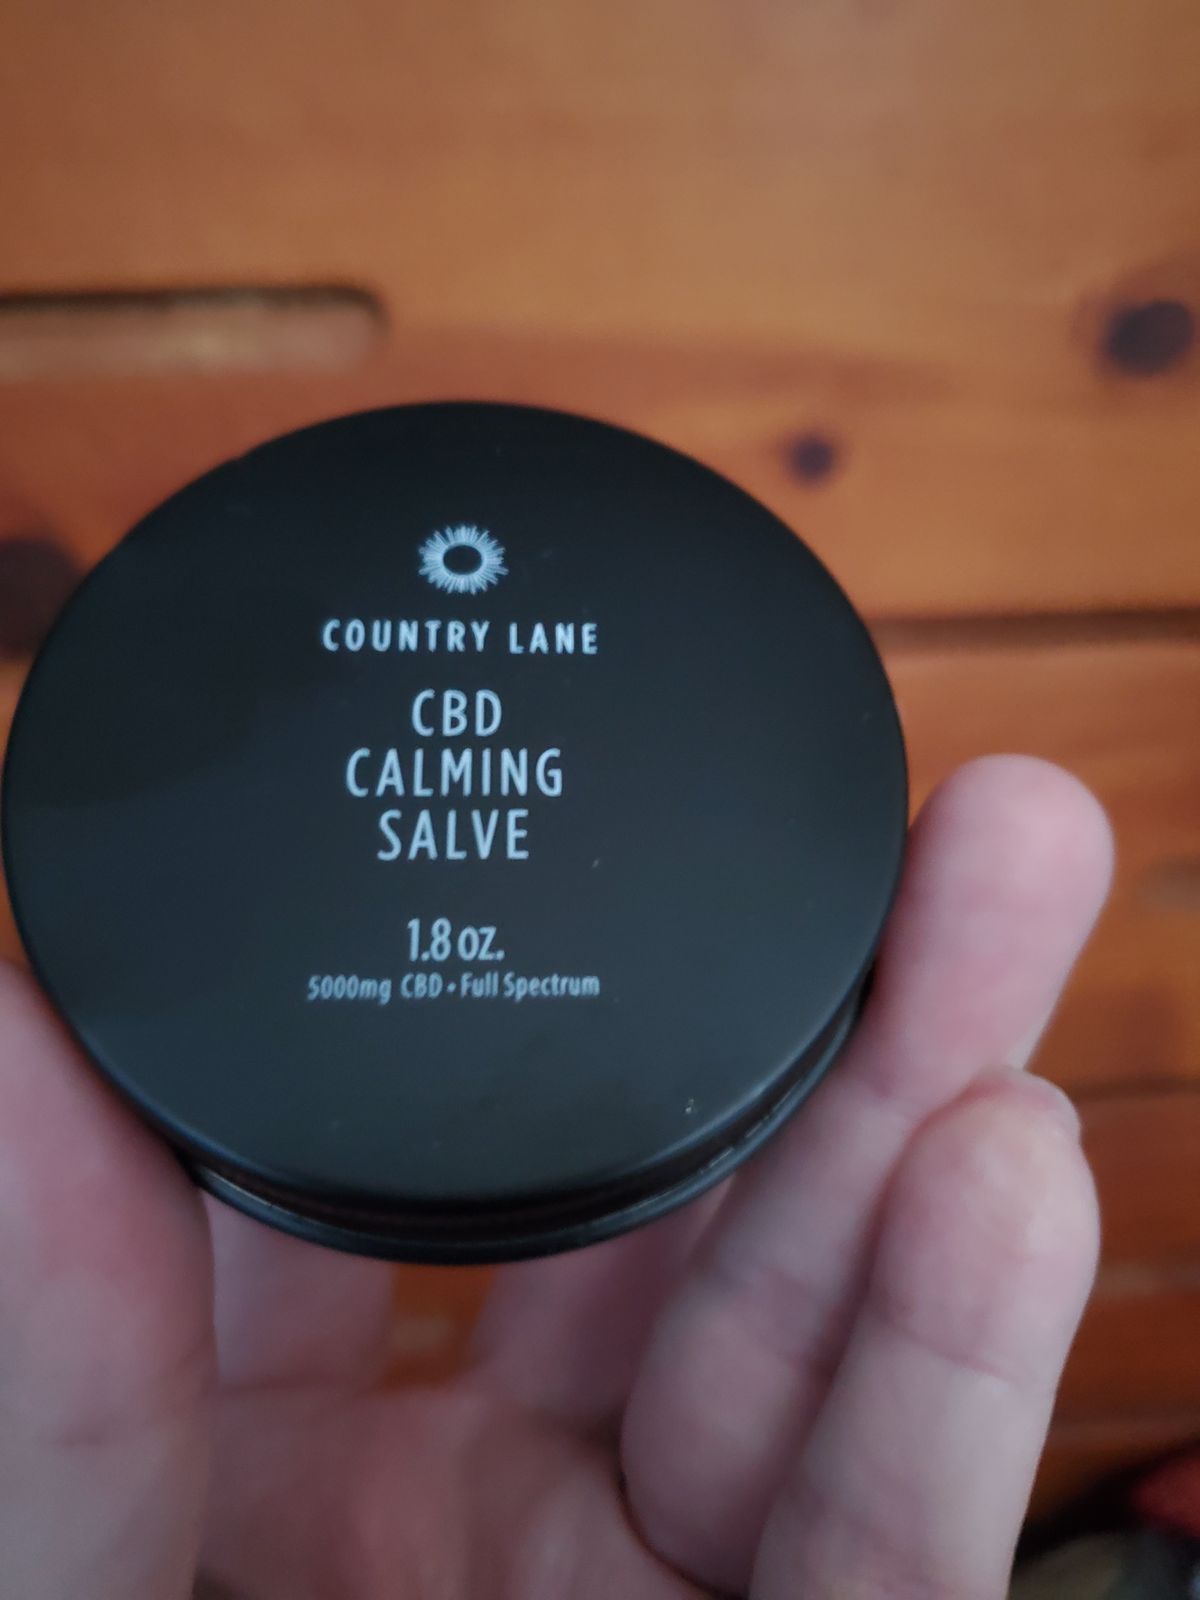 COUNTRY LANE
CBD
CALMING
SALVE
1.8 oz.
5000mg CBD • Full Spectrum